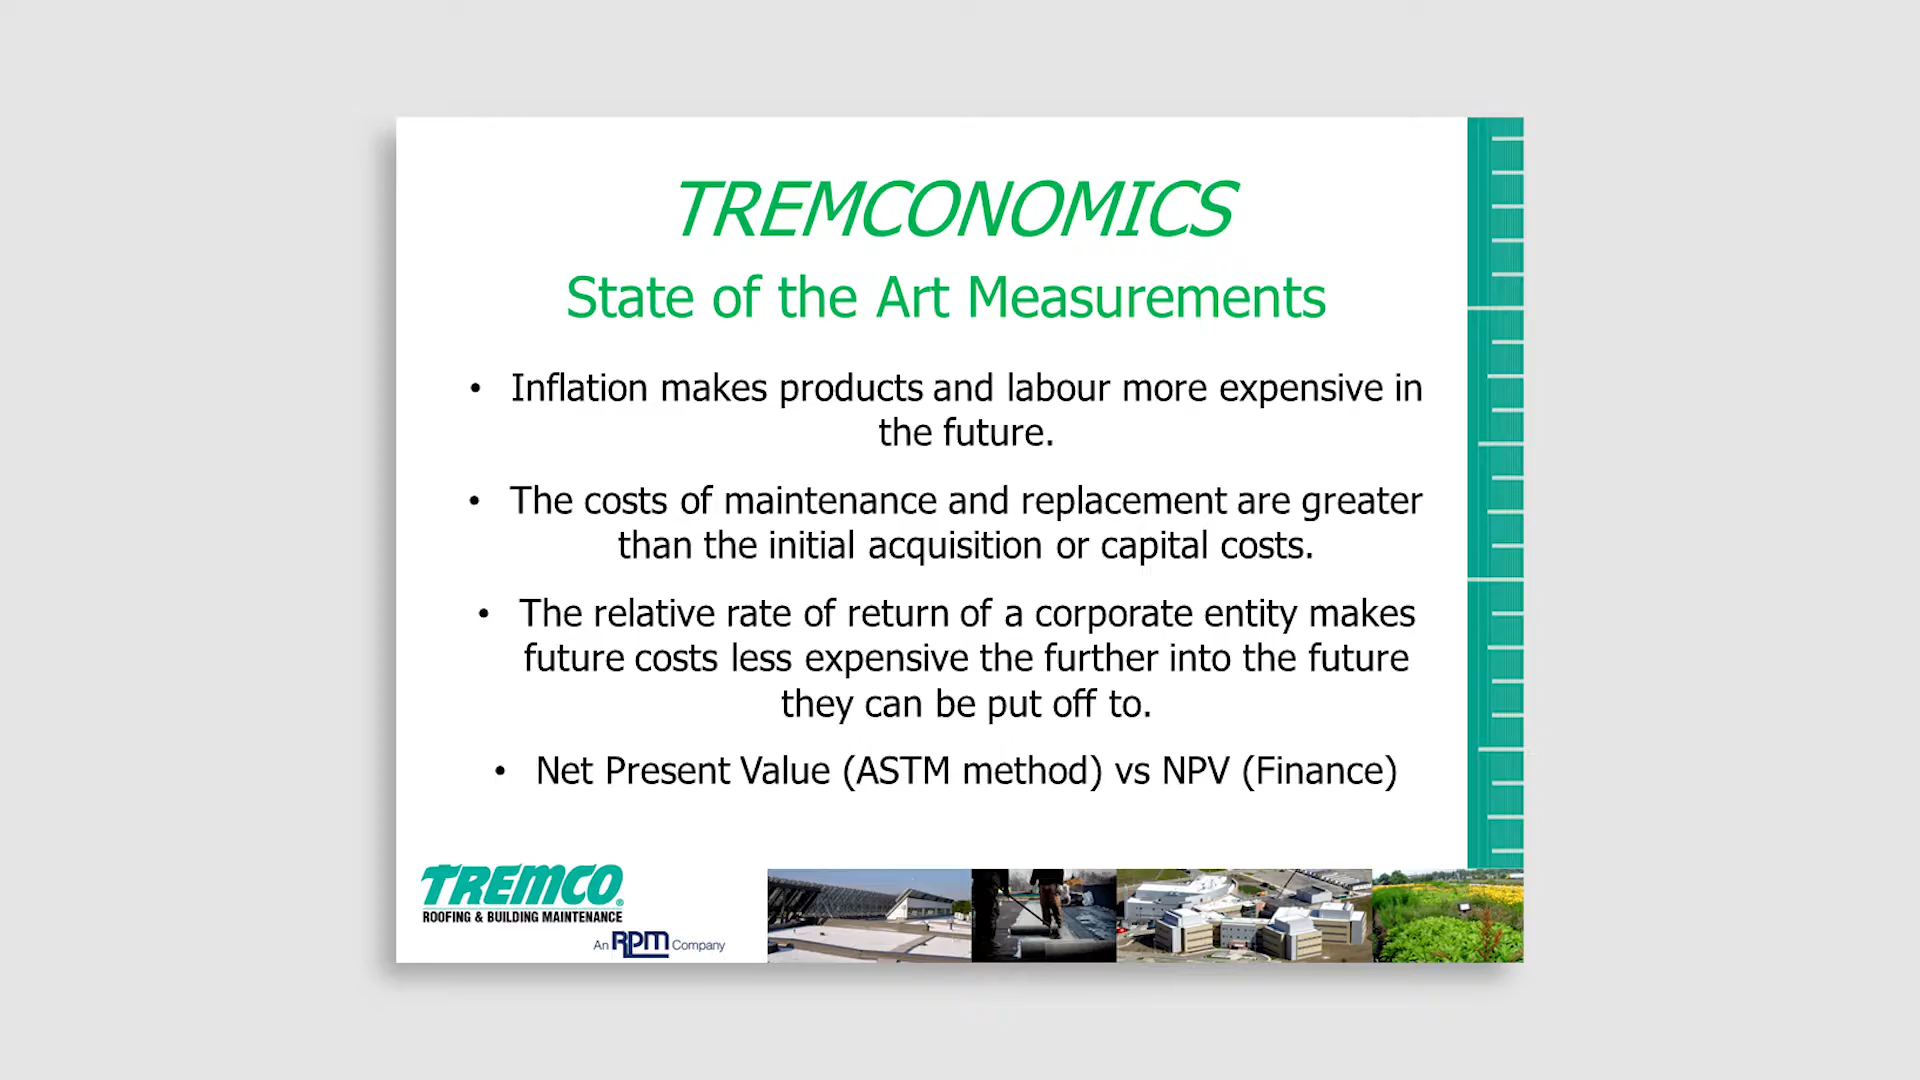 TREMCONOMICS
State of the Art Measurements
• Inflation makes products and labour more expensive in
the future.
• The costs of maintenance and replacement are greater
than the initial acquisition or capital costs.
• The relative rate of return of a corporate entity makes
future costs less expensive the further into the future
they can be put off to.
• Net Present Value (ASTM method) vs NPV (Finance)
TREMCO®
ROOFING & BUILDING MAINTENANCE
An RPM Company